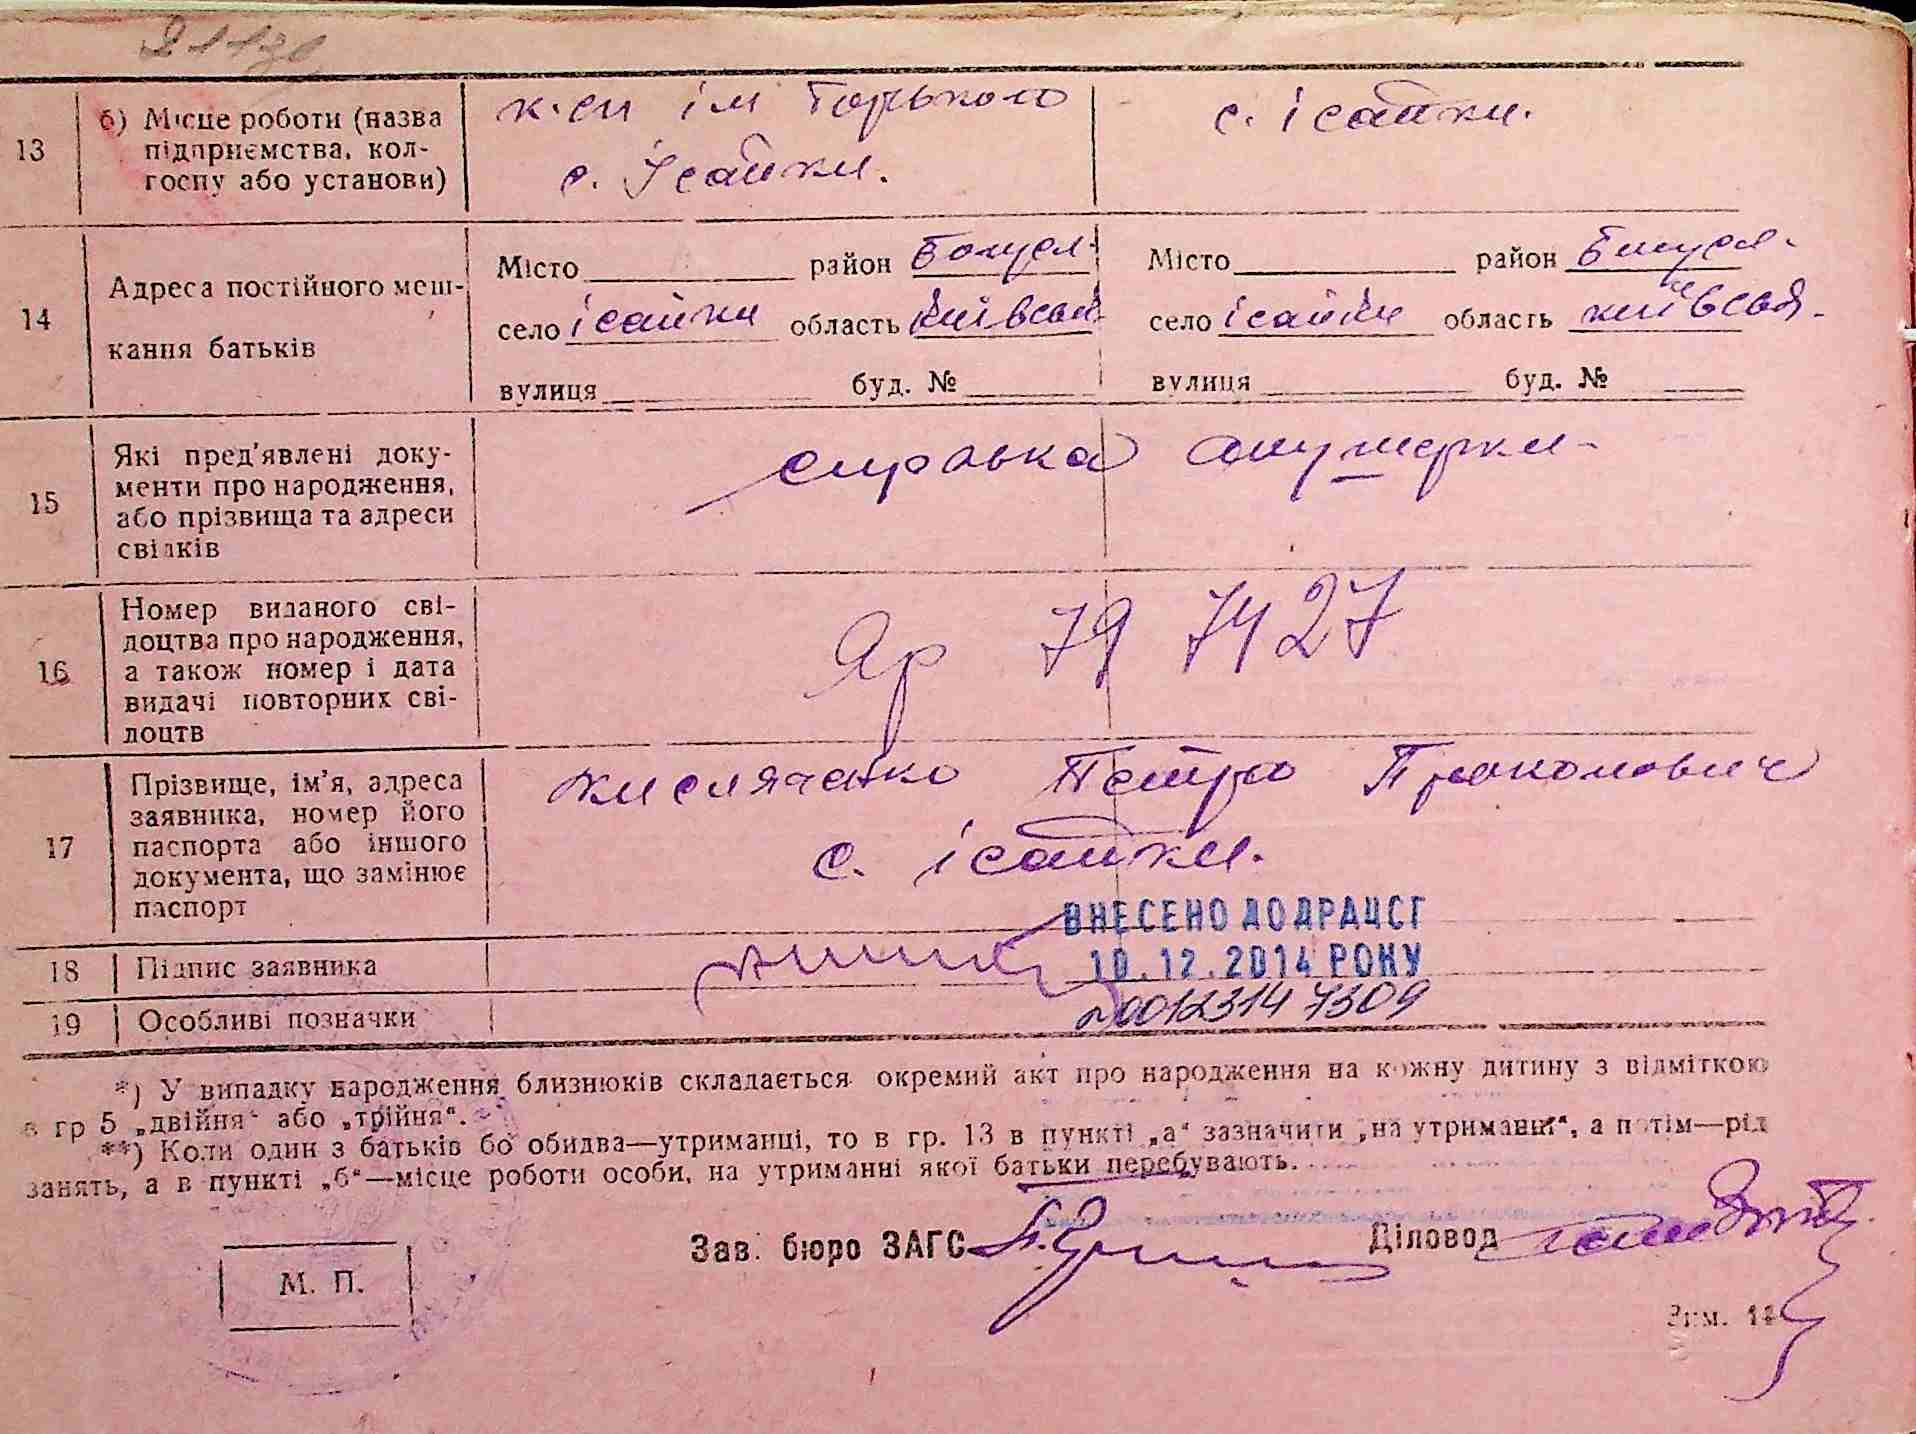 13
б) Місце роботи (назва
підприємства, кол-
госпу або установи)
к-сп ім Горького
с. Ісайки.
с. Ісайки.
14
Адреса постійного меш-
кання батьків
Місто район Богусл-
село Ісайки область Київськ
вулиця буд. №
Місто район Богусл-
село Ісайки область Київськ.
вулиця буд. №
15
Які пред'явлені доку-
менти про народження,
або прізвища та адреси
свідків
справка акушерки-
16
Номер виданого сві-
доцтва про народження,
а також номер і дата
видачі повторних сві-
доцтв
Яр 79 7427
17
Прізвище, ім'я, адреса
заявника, номер його
паспорта або іншого
документа, що замінює
паспорт
Кисляченко Петро Прокопович
с. Ісайки.
ВНЕСЕНО ДО ДРАЦСГ
10.12.2014 РОКУ
№00123147309
18 Підпис заявника
19 Особливі позначки
*) У випадку народження близнюків складається окремий акт про народження на кожну дитину з відміткою
в гр 5 „двійня“ або „трійня“.
**) Коли один з батьків бо обидва—утриманці, то в гр. 13 в пункті „а“ зазначити „на утриманні“, а потім—рід
занять, а в пункті „б“—місце роботи особи, на утриманні якої батьки перебувають.
Зав. бюро ЗАГС Діловод
М. П.